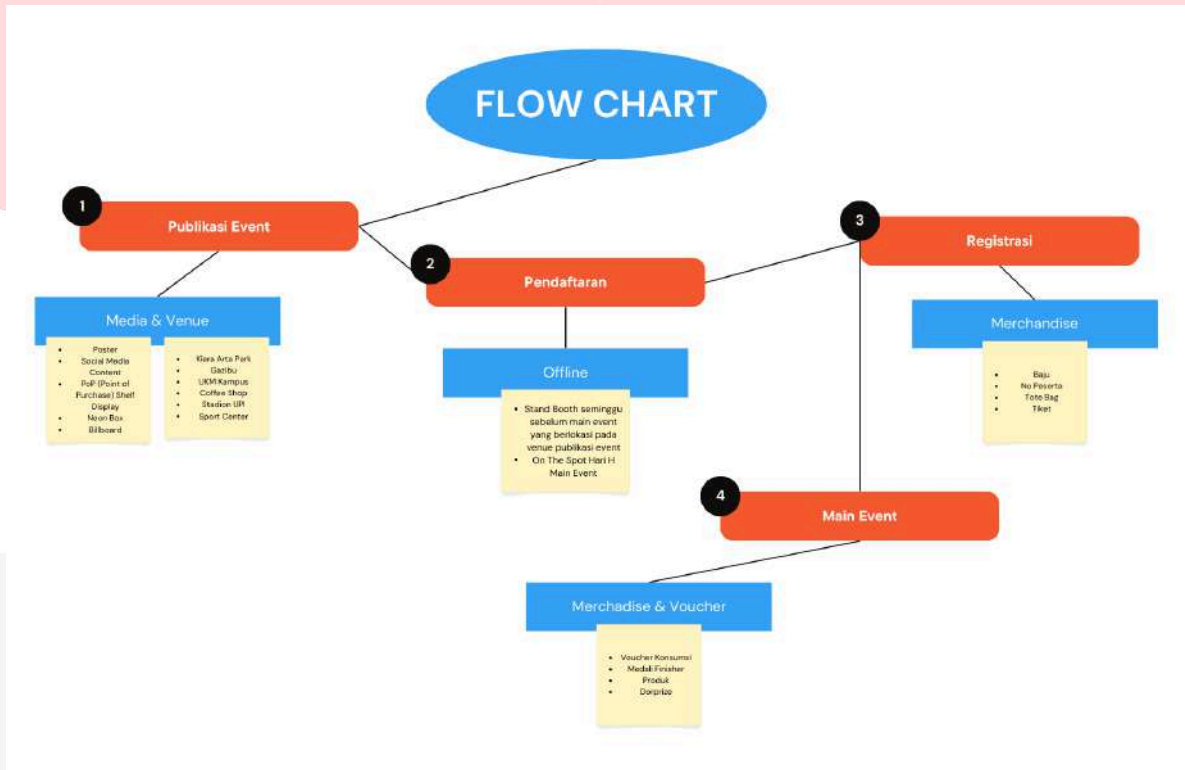 FLOW CHART
1
Publikasi Event
Media & Venue
Poster
Social Media
Content
PoP (Point of
Purchase) Shelf
Display
Neon Box
Billboard
Kiara Arta Park
Gazibu
UKM Kampus
Coffee Shop
Stadion UPI
Sport Center
2
Pendaftaran
Offline
Stand Booth seminggu
sebelum main event
yang berlokasi pada
venue publikasi event
On The Spot Hari H
Main Event
3
Registrasi
Merchandise
Baju
No Peserta
Tote Bag
Tiket
4
Main Event
Merchadise & Voucher
Voucher Konsumsi
Medali Finisher
Produk
Dorprize